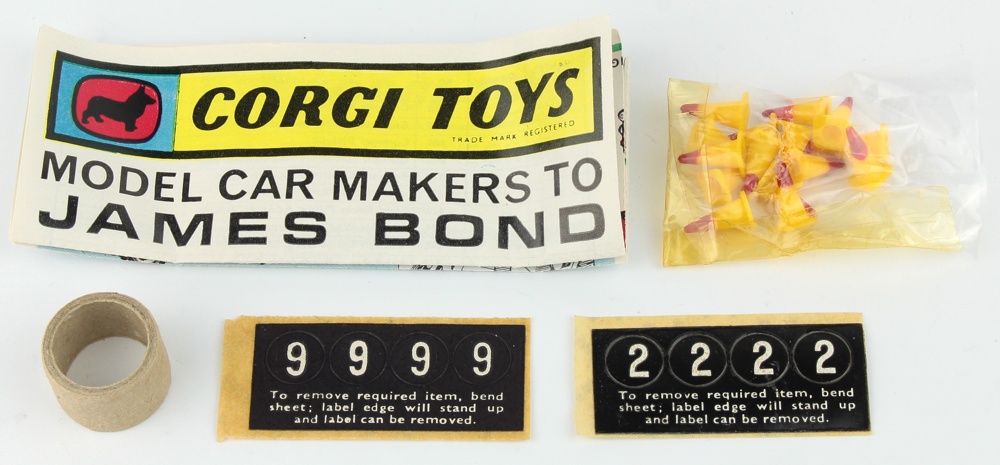 CORGI TOYS
TRADE MARK REGISTERED
MODEL CAR MAKERS TO
JAMES BOND
9 9 9 9
To remove required item, bend
sheet; label edge will stand up
and label can be removed.
2 2 2 2
To remove required item, bend
sheet; label edge will stand up
and label can be removed.